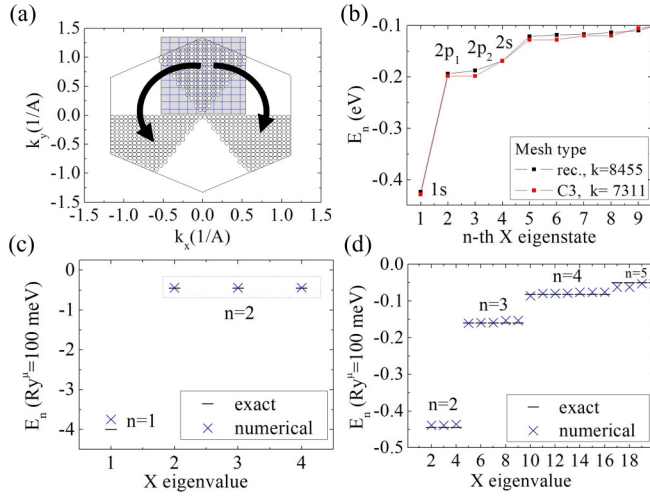 (a)
1.5
1.0
0.5
0.0
-0.5
-1.0
-1.5
k_y(1/A)
-1.5 -1.0 -0.5 0.0 0.5 1.0 1.5
k_x(1/A)
(b)
-0.1
-0.2
-0.3
-0.4
E_n (eV)
2p_1 2p_2 2s
1s
Mesh type
rec., k=8455
C3, k= 7311
1 2 3 4 5 6 7 8 9
n-th X eigenstate
(c)
0
-1
-2
-3
-4
E_n (Ry^μ=100 meV)
n=2
n=1
exact
numerical
1 2 3 4
X eigenvalue
(d)
0.0
-0.1
-0.2
-0.3
-0.4
-0.5
E_n (Ry^μ=100 meV)
n=5
n=4
n=3
n=2
exact
numerical
2 4 6 8 10 12 14 16 18
X eigenvalue